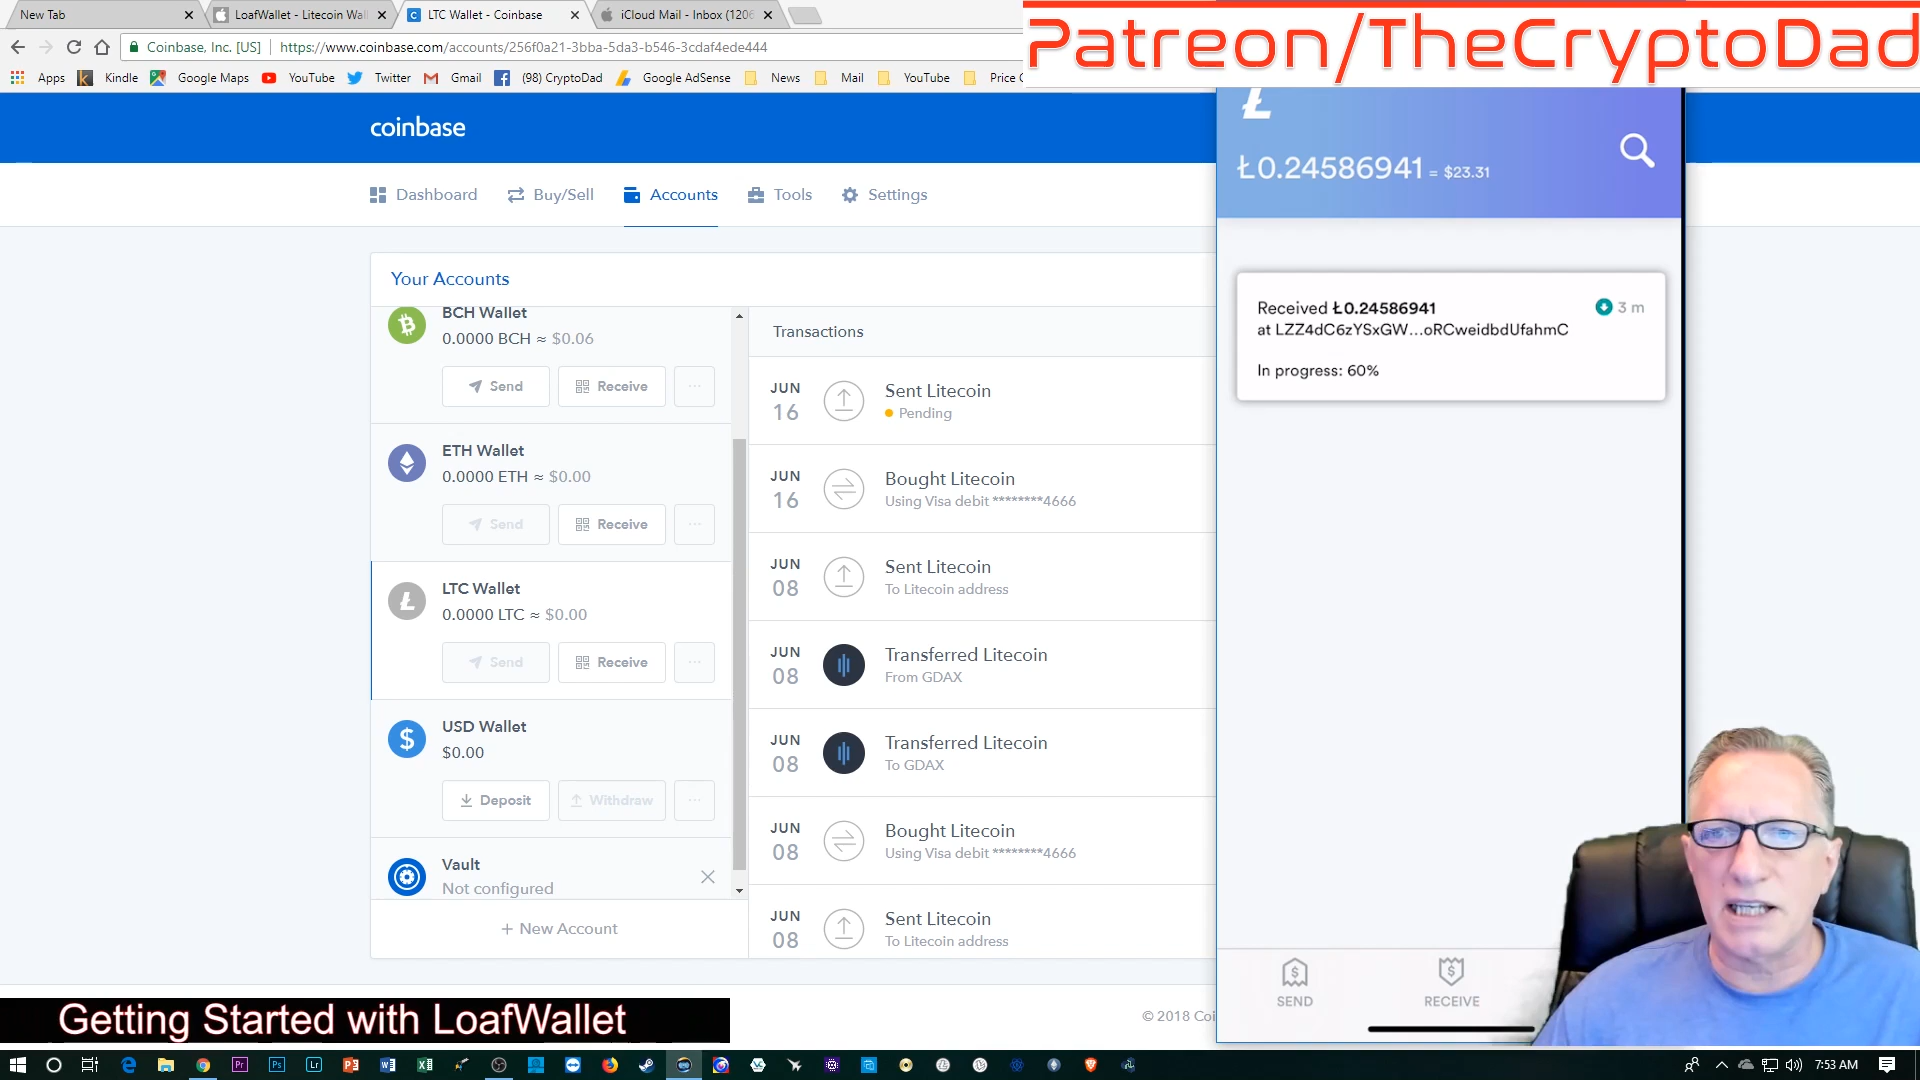 New Tab
LoafWallet - Litecoin Wal
LTC Wallet - Coinbase
iCloud Mail - Inbox (1206
Patreon/TheCryptoDad
Coinbase, Inc. [US]
https://www.coinbase.com/accounts/256f0a21-3bba-5da3-b546-3cdaf4ede444
Apps
Kindle
Google Maps
YouTube
Twitter
Gmail
(98) CryptoDad
Google AdSense
News
Mail
YouTube
Price C
coinbase
Dashboard
Buy/Sell
Accounts
Tools
Settings
Your Accounts
BCH Wallet
0.0000 BCH ≈ $0.06
Send
Receive
ETH Wallet
0.0000 ETH ≈ $0.00
Send
Receive
LTC Wallet
0.0000 LTC ≈ $0.00
Send
Receive
USD Wallet
$0.00
Deposit
Withdraw
Vault
Not configured
+ New Account
Transactions
JUN 16
Sent Litecoin
Pending
JUN 16
Bought Litecoin
Using Visa debit ********4666
JUN 08
Sent Litecoin
To Litecoin address
JUN 08
Transferred Litecoin
From GDAX
JUN 08
Transferred Litecoin
To GDAX
JUN 08
Bought Litecoin
Using Visa debit ********4666
JUN 08
Sent Litecoin
To Litecoin address
© 2018 Coi
Ł0.24586941 = $23.31
Received Ł0.24586941
3 m
at LZZ4dC6zYSxGW...oRCweidbdUfahmC
In progress: 60%
SEND
RECEIVE
Getting Started with LoafWallet
7:53 AM